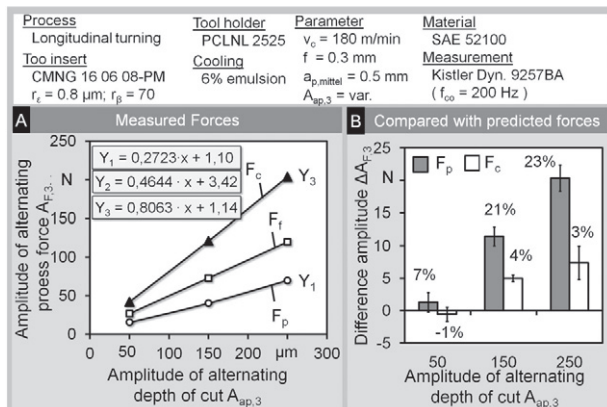 Process
Longitudinal turning
Too insert
CMNG 16 06 08-PM
rε = 0.8 µm; rβ = 70
Tool holder
PCLNL 2525
Cooling
6% emulsion
Parameter
vc = 180 m/min
f = 0.3 mm
ap,mittel = 0.5 mm
Aap,3 = var.
Material
SAE 52100
Measurement
Kistler Dyn. 9257BA
( fco = 200 Hz )
A Measured Forces
Amplitude of alternating
proess force AF,3
250
N
150
100
50
0
Y1 = 0,2723·x + 1,10
Y2 = 0,4644 · x + 3,42
Y3 = 0,8063 · x + 1,14
Fc
Y3
Ff
Y1
Fp
0 50 100 150 200 µm 300
Amplitude of alternating
depth of cut Aap,3
B Compared with predicted forces
Difference amplitude ΔAF,3
25
N
15
10
5
0
Fp Fc
7%
-1%
21%
4%
23%
3%
50 150 250
Amplitude of alternating
depth of cut Aap,3